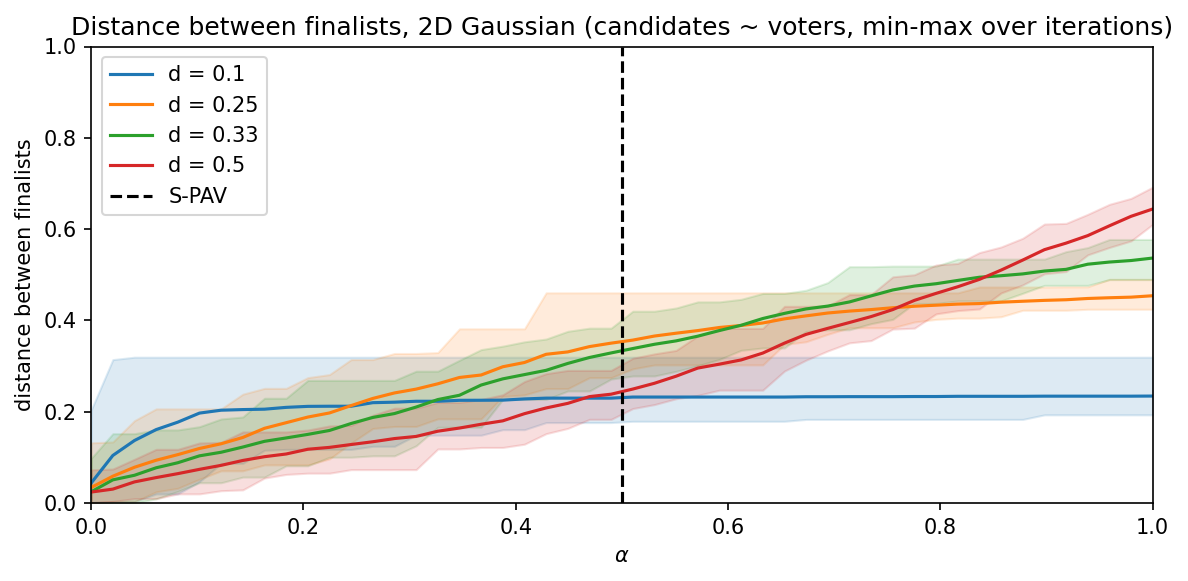 Distance between finalists, 2D Gaussian (candidates ~ voters, min-max over iterations)
distance between finalists
1.0
0.8
0.6
0.4
0.2
0.0
d = 0.1
d = 0.25
d = 0.33
d = 0.5
S-PAV
0.0 0.2 0.4 0.6 0.8 1.0
α